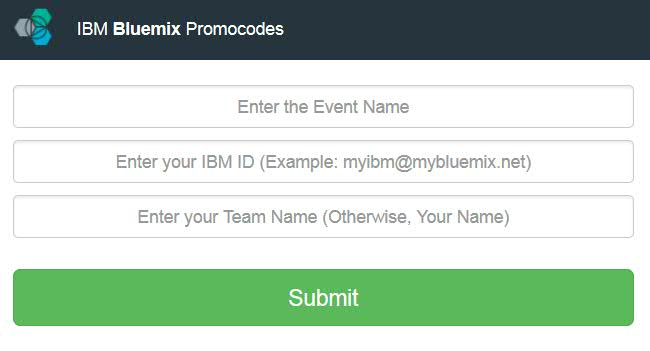 IBM Bluemix Promocodes
Enter the Event Name
Enter your IBM ID (Example: myibm@mybluemix.net)
Enter your Team Name (Otherwise, Your Name)
Submit